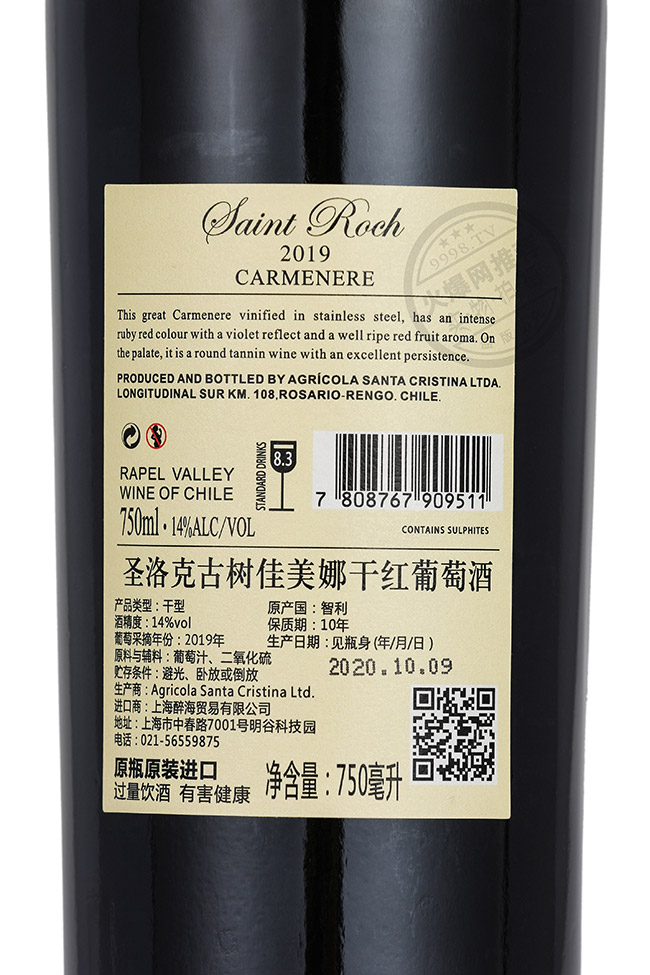 Saint Roch
2019
CARMENERE
This great Carmenere vinified in stainless steel, has an intense
ruby red colour with a violet reflect and a well ripe red fruit aroma. On
the palate, it is a round tannin wine with an excellent persistence.
PRODUCED AND BOTTLED BY AGRÍCOLA SANTA CRISTINA LTDA.
LONGITUDINAL SUR KM. 108,ROSARIO-RENGO. CHILE.
RAPEL VALLEY
WINE OF CHILE
750ml·14%ALC/VOL
STANDARD DRINKS
8.3
7 808767 909511
CONTAINS SULPHITES
圣洛克古树佳美娜干红葡萄酒
产品类型：干型
酒精度：14%vol
葡萄采摘年份：2019年
原料与辅料：葡萄汁、二氧化硫
贮存条件：避光、卧放或倒放
生产商：Agricola Santa Cristina Ltd.
进口商：上海醉海贸易有限公司
地址：上海市中春路7001号明谷科技园
电话：021-56559875
原产国：智利
保质期：10年
生产日期：见瓶身(年/月/日)
2020.10.09
原瓶原装进口
过量饮酒 有害健康
净含量：750毫升
9998.TV
火爆网推